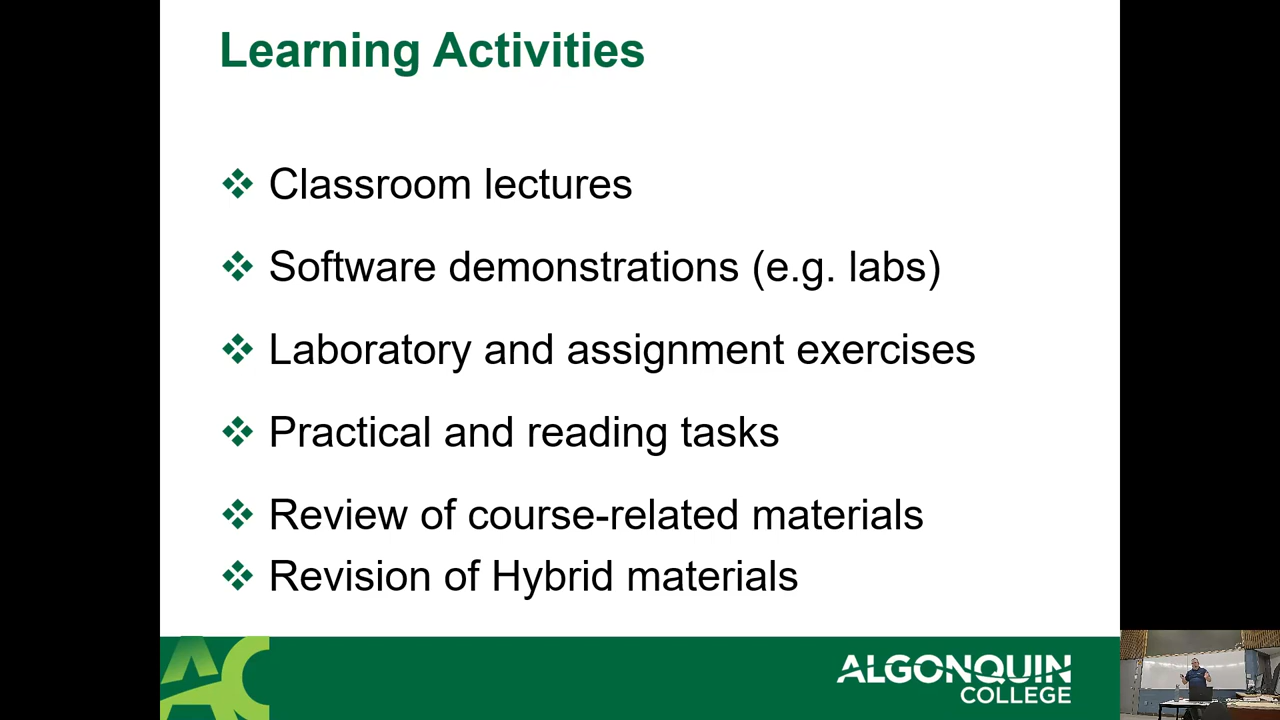 Learning Activities
Classroom lectures
Software demonstrations (e.g. labs)
Laboratory and assignment exercises
Practical and reading tasks
Review of course-related materials
Revision of Hybrid materials
AC
ALGONQUIN
COLLEGE